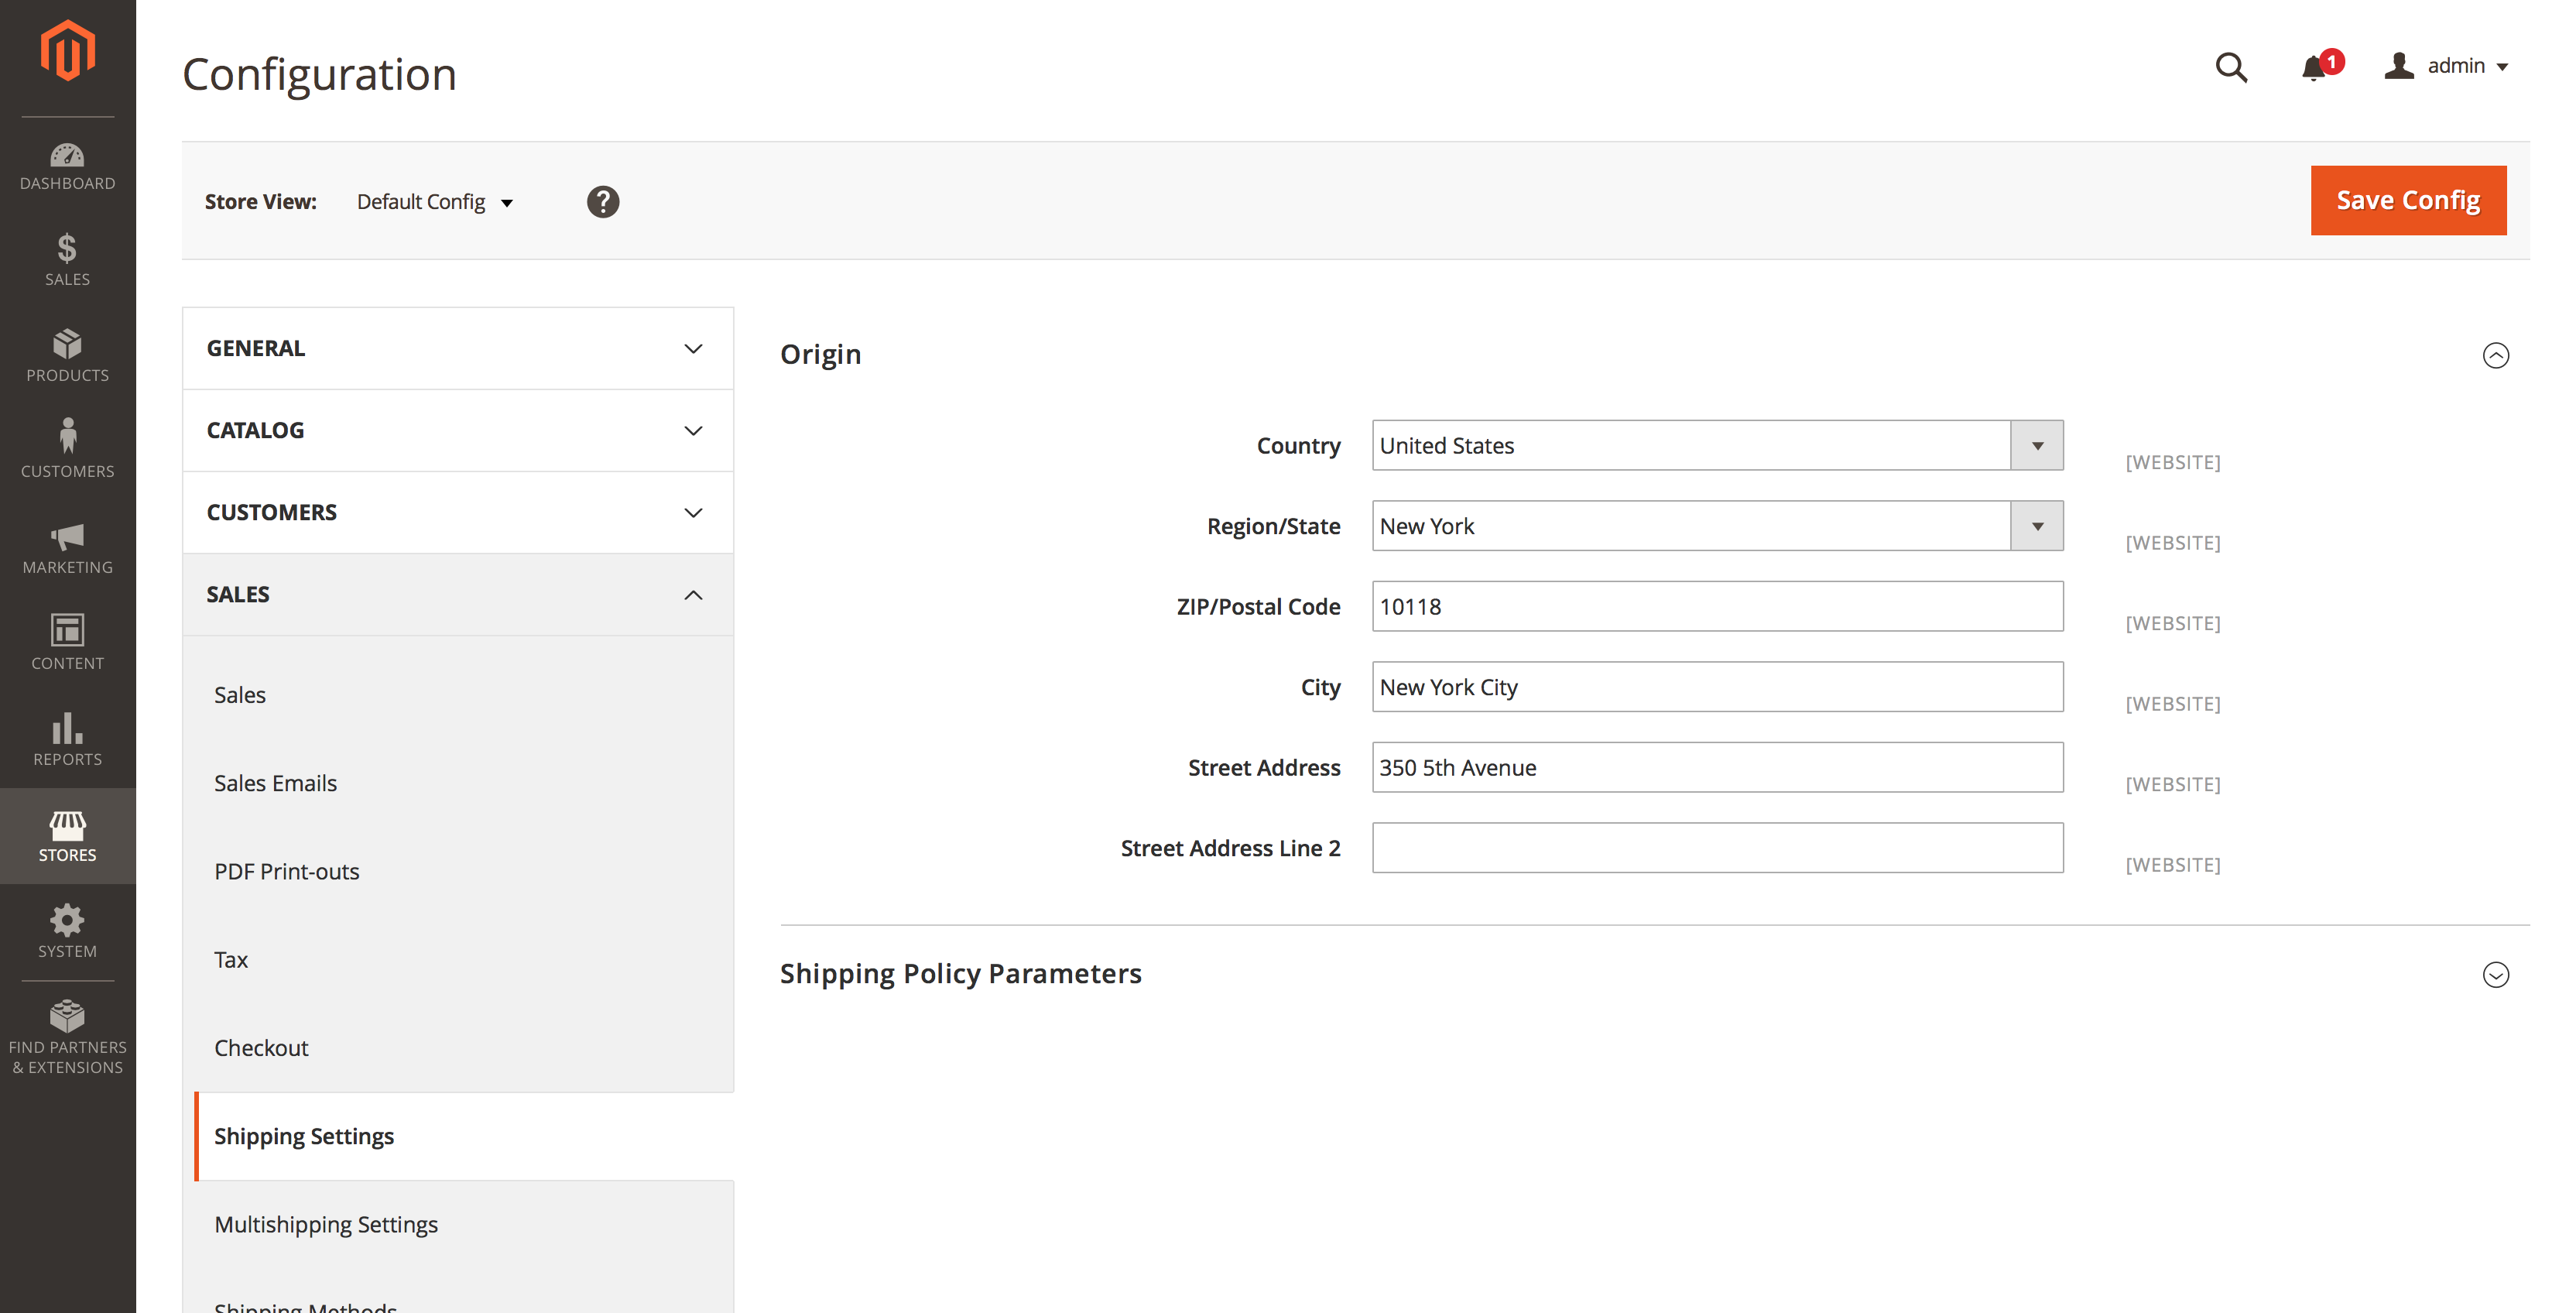 Configuration
1
admin
Store View:
Default Config
?
Save Config
DASHBOARD
SALES
PRODUCTS
CUSTOMERS
MARKETING
CONTENT
REPORTS
STORES
SYSTEM
FIND PARTNERS
& EXTENSIONS
GENERAL
CATALOG
CUSTOMERS
SALES
Sales
Sales Emails
PDF Print-outs
Tax
Checkout
Shipping Settings
Multishipping Settings
Shipping Methods
Origin
Country United States [WEBSITE]
Region/State New York [WEBSITE]
ZIP/Postal Code 10118 [WEBSITE]
City New York City [WEBSITE]
Street Address 350 5th Avenue [WEBSITE]
Street Address Line 2 [WEBSITE]
Shipping Policy Parameters